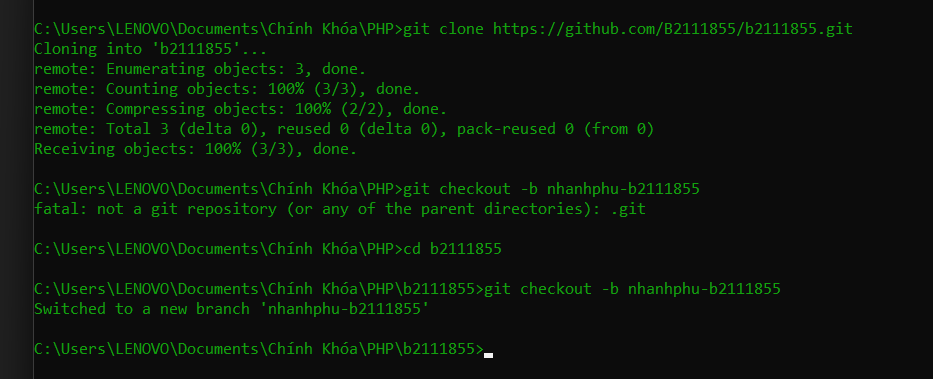 C:\Users\LENOVO\Documents\Chính Khóa\PHP>git clone https://github.com/B2111855/b2111855.git
Cloning into 'b2111855'...
remote: Enumerating objects: 3, done.
remote: Counting objects: 100% (3/3), done.
remote: Compressing objects: 100% (2/2), done.
remote: Total 3 (delta 0), reused 0 (delta 0), pack-reused 0 (from 0)
Receiving objects: 100% (3/3), done.
C:\Users\LENOVO\Documents\Chính Khóa\PHP>git checkout -b nhanhphu-b2111855
fatal: not a git repository (or any of the parent directories): .git
C:\Users\LENOVO\Documents\Chính Khóa\PHP>cd b2111855
C:\Users\LENOVO\Documents\Chính Khóa\PHP\b2111855>git checkout -b nhanhphu-b2111855
Switched to a new branch 'nhanhphu-b2111855'
C:\Users\LENOVO\Documents\Chính Khóa\PHP\b2111855>